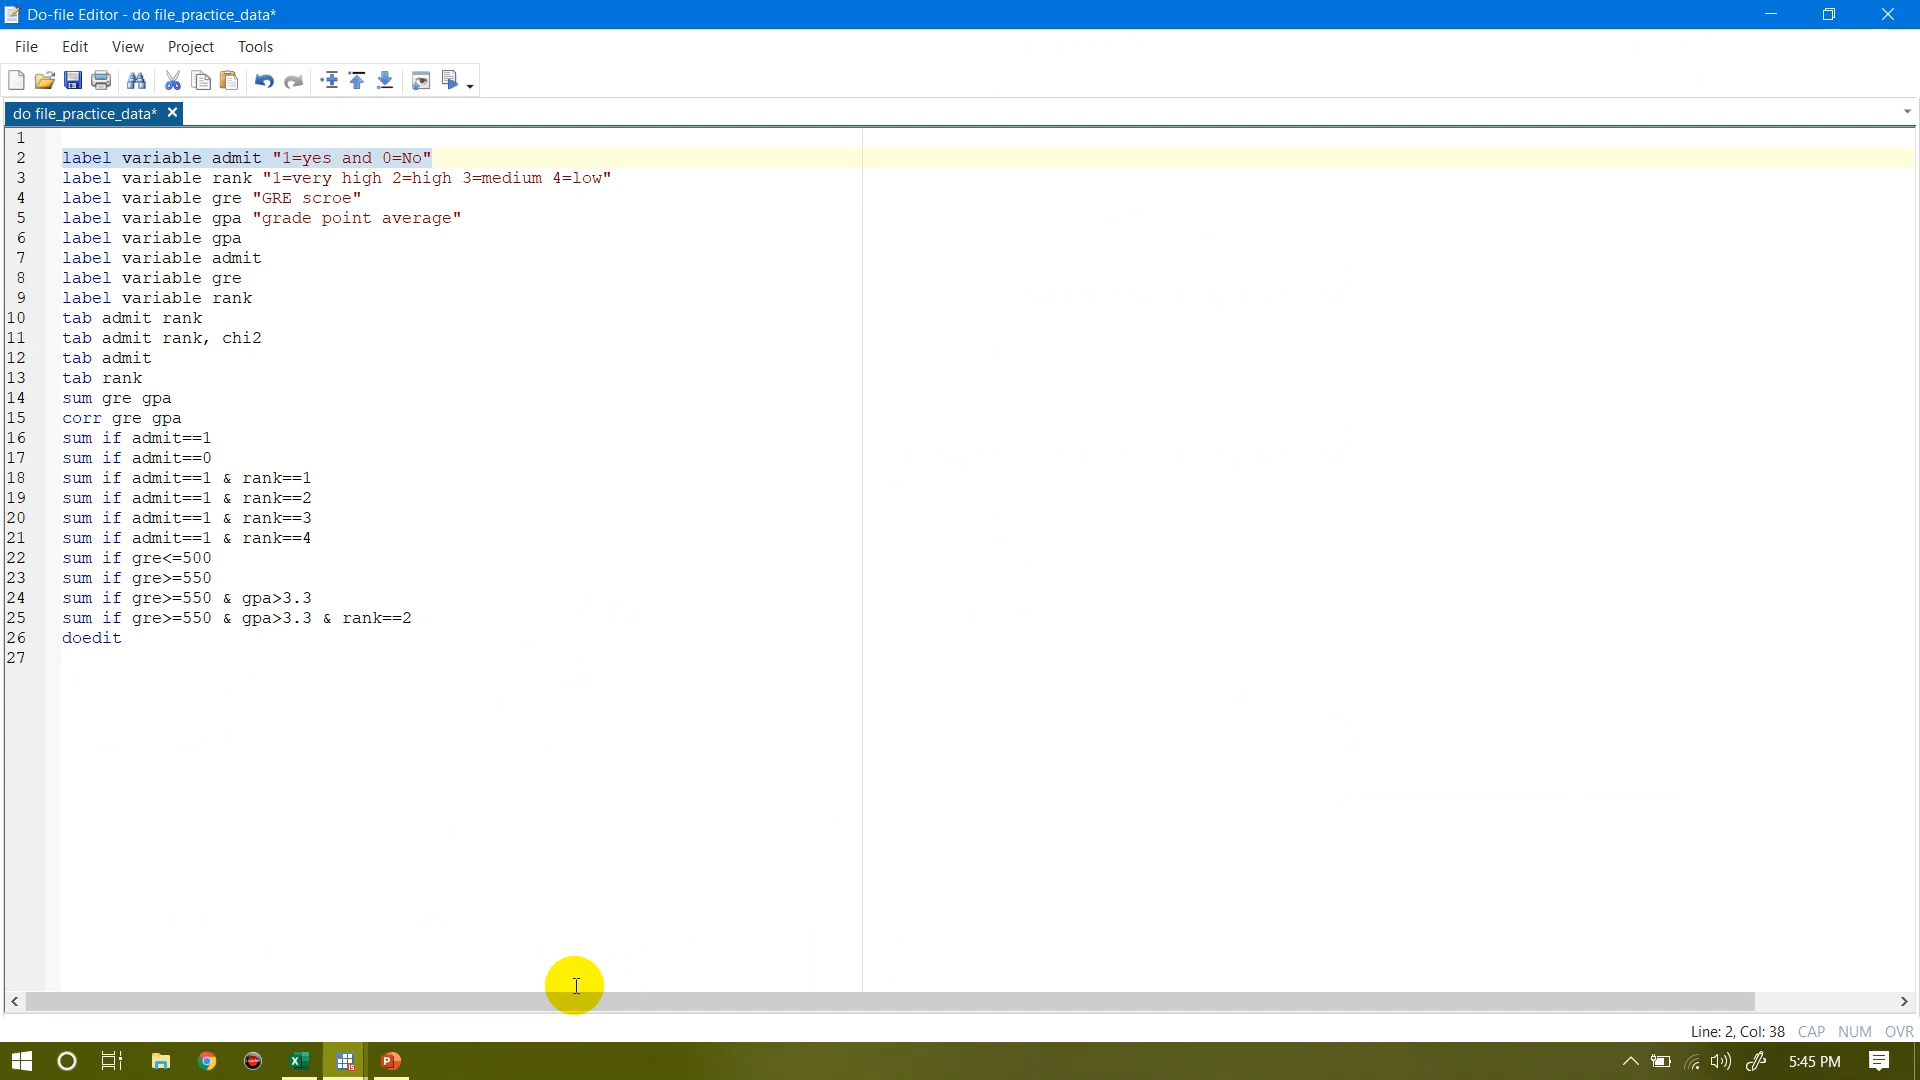 Do-file Editor - do file_practice_data*
File Edit View Project Tools
do file_practice_data*
1
2 label variable admit "1=yes and 0=No"
3 label variable rank "1=very high 2=high 3=medium 4=low"
4 label variable gre "GRE scroe"
5 label variable gpa "grade point average"
6 label variable gpa
7 label variable admit
8 label variable gre
9 label variable rank
10 tab admit rank
11 tab admit rank, chi2
12 tab admit
13 tab rank
14 sum gre gpa
15 corr gre gpa
16 sum if admit==1
17 sum if admit==0
18 sum if admit==1 & rank==1
19 sum if admit==1 & rank==2
20 sum if admit==1 & rank==3
21 sum if admit==1 & rank==4
22 sum if gre<=500
23 sum if gre>=550
24 sum if gre>=550 & gpa>3.3
25 sum if gre>=550 & gpa>3.3 & rank==2
26 doedit
27
Line: 2, Col: 38 CAP NUM OVR
5:45 PM